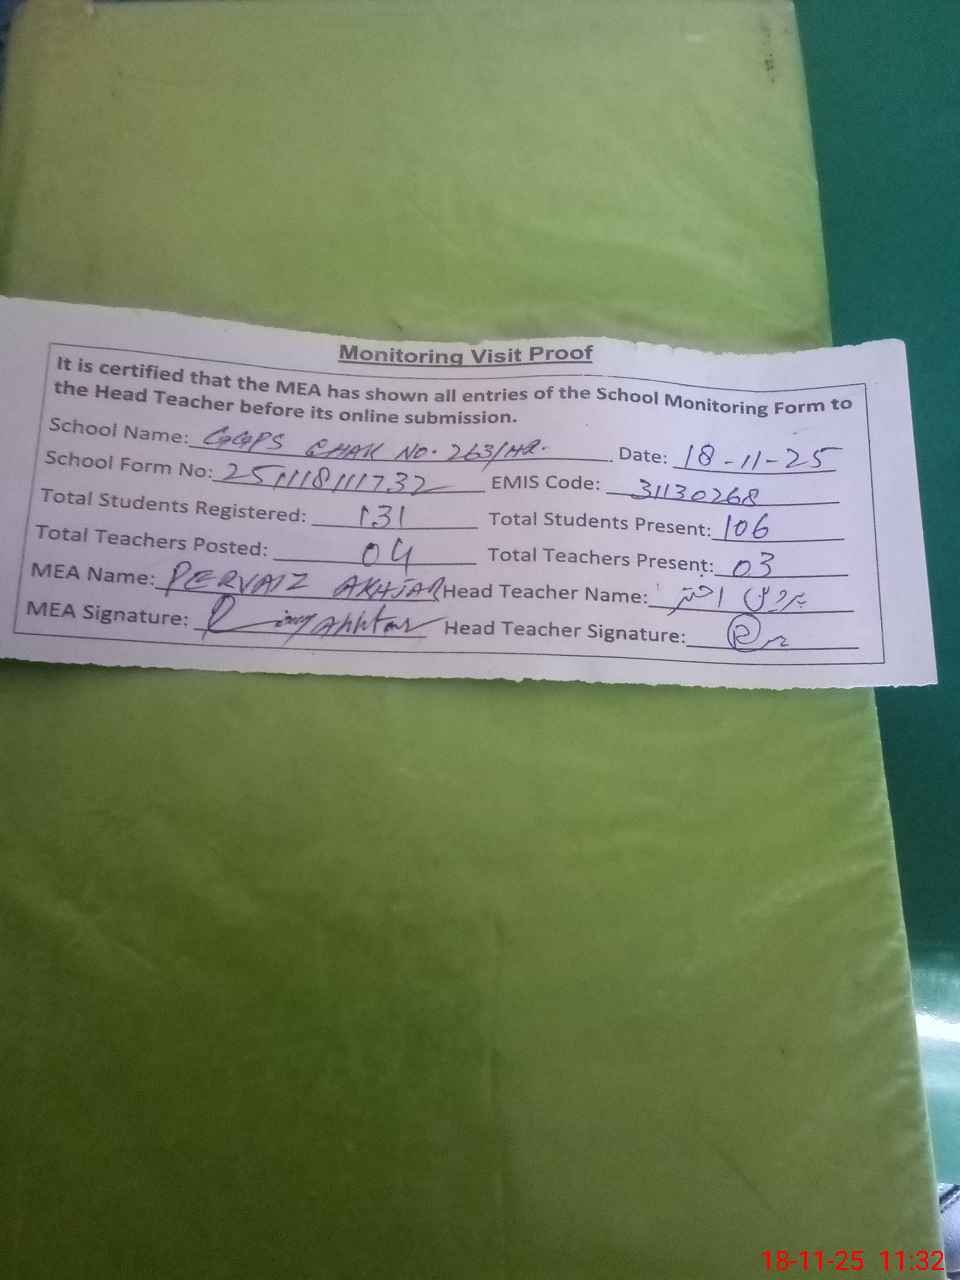 Monitoring Visit Proof
It is certified that the MEA has shown all entries of the School Monitoring Form to
the Head Teacher before its online submission.
School Name: GGPS CHAK NO. 263/HR. Date: 18-11-25
School Form No: 251118111732 EMIS Code: 31130268
Total Students Registered: 131 Total Students Present: 106
Total Teachers Posted: 04 Total Teachers Present: 03
MEA Name: PERVAIZ AKHTAR Head Teacher Name: اختر
MEA Signature: Akhtar Head Teacher Signature:
18-11-25 11:32